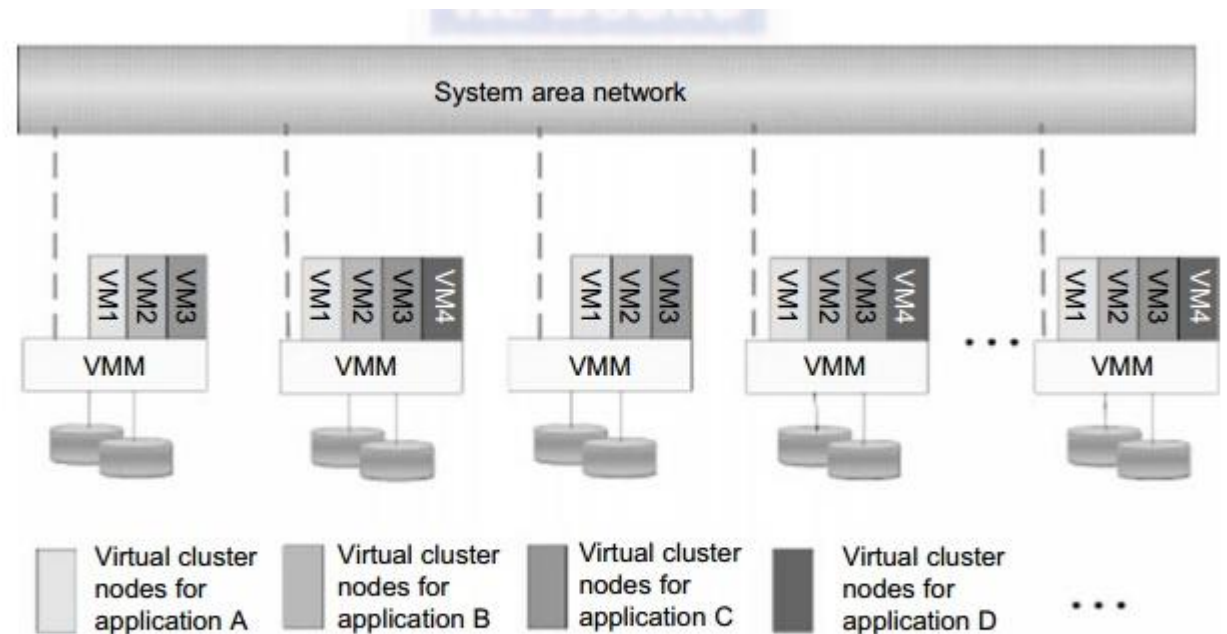 System area network
VM1 VM2 VM3
VM1 VM2 VM3 VM4
VM1 VM2 VM3
VM1 VM2 VM3 VM4
VM1 VM2 VM3 VM4
...
VMM
VMM
VMM
VMM
VMM
Virtual cluster
nodes for
application A
Virtual cluster
nodes for
application B
Virtual cluster
nodes for
application C
Virtual cluster
nodes for
application D
...